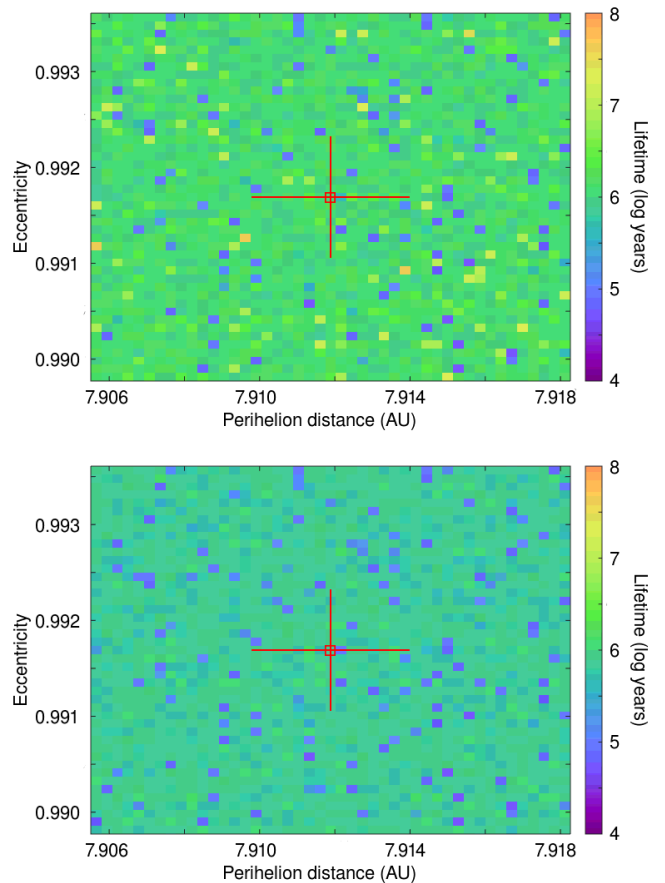 8
0.993
7
0.992
6
0.991
5
0.990
4
Eccentricity
Lifetime (log years)
7.906 7.910 7.914 7.918
Perihelion distance (AU)
8
0.993
7
0.992
6
0.991
5
0.990
4
Eccentricity
Lifetime (log years)
7.906 7.910 7.914 7.918
Perihelion distance (AU)